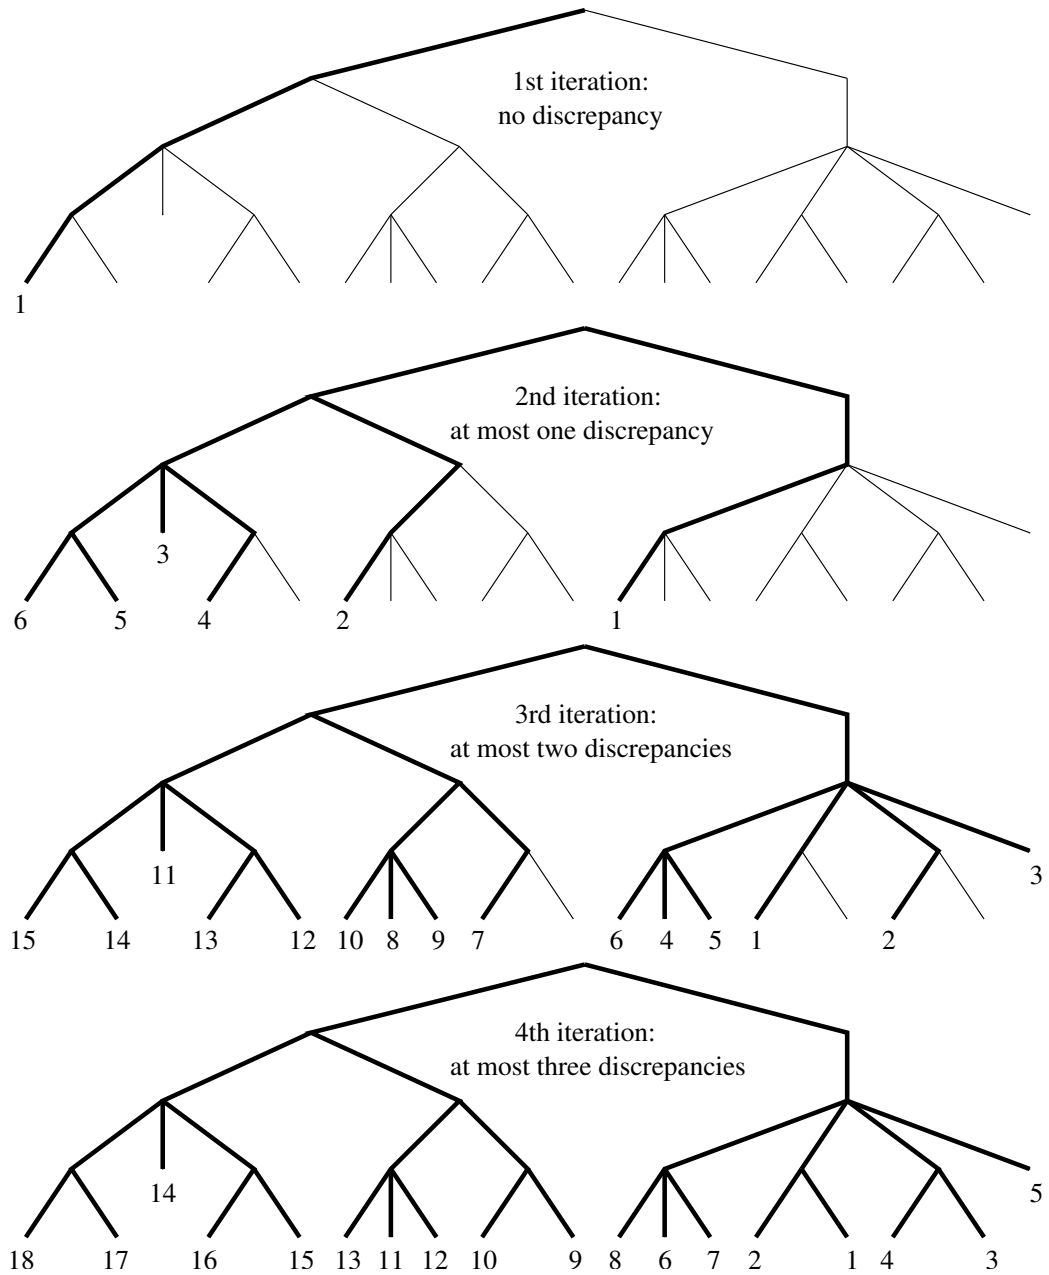 1st iteration:
no discrepancy
1
2nd iteration:
at most one discrepancy
3
6 5 4 2 1
3rd iteration:
at most two discrepancies
11 3
15 14 13 12 10 8 9 7 6 4 5 1 2
4th iteration:
at most three discrepancies
14 5
18 17 16 15 13 11 12 10 9 8 6 7 2 1 4 3